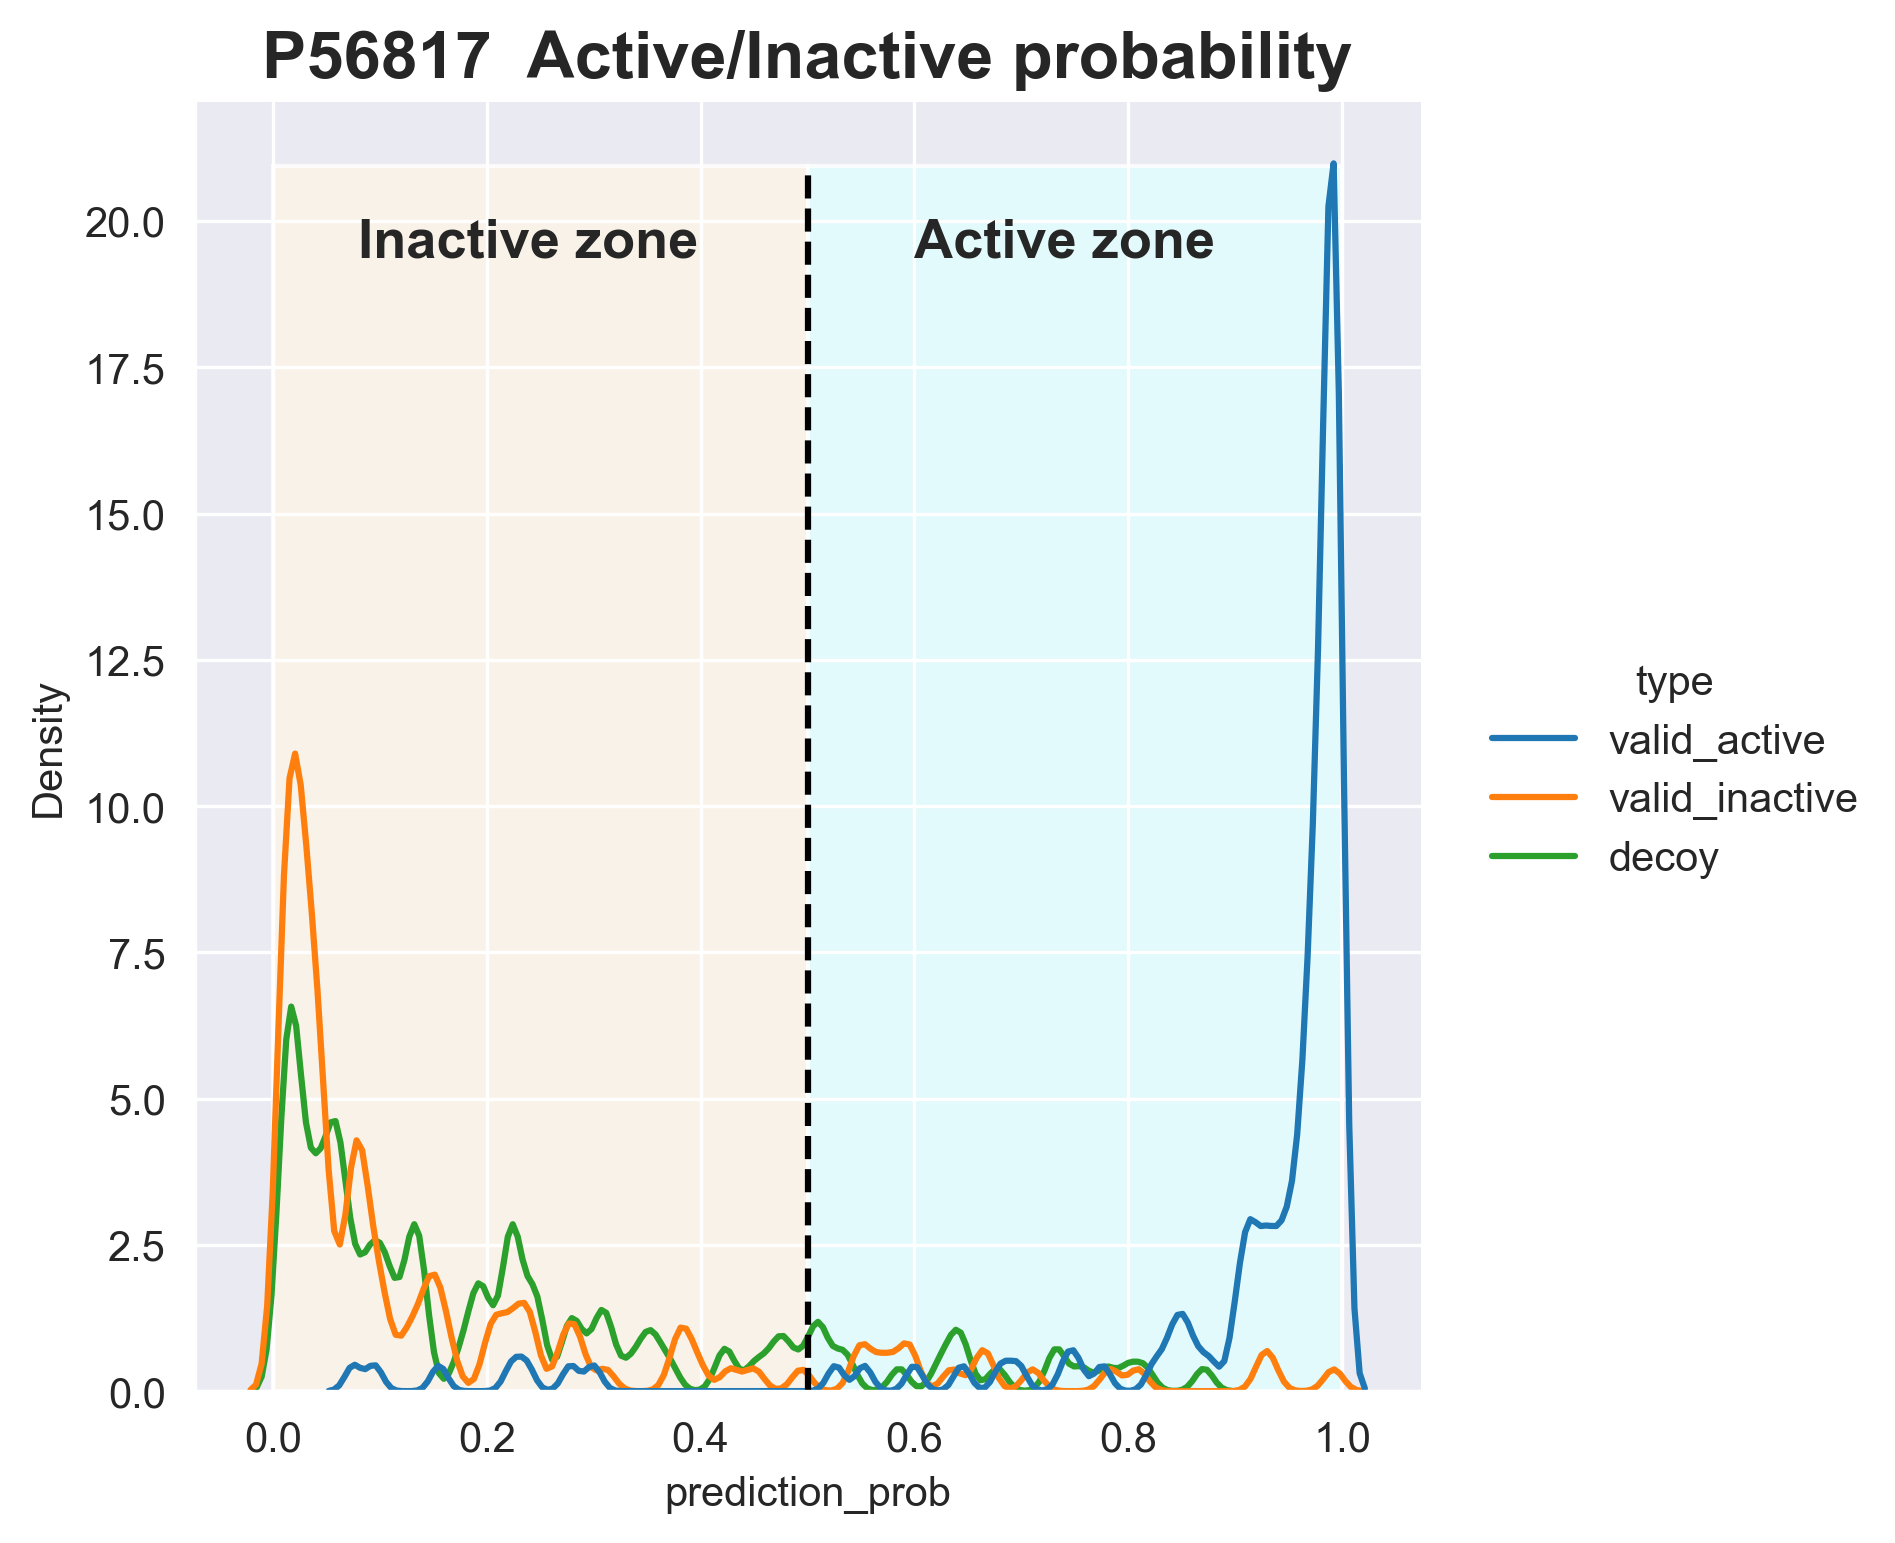 P56817  Active/Inactive probability
Inactive zone
Active zone
20.0
17.5
15.0
12.5
10.0
7.5
5.0
2.5
0.0
Density
0.0 0.2 0.4 0.6 0.8 1.0
prediction_prob
type
valid_active
valid_inactive
decoy